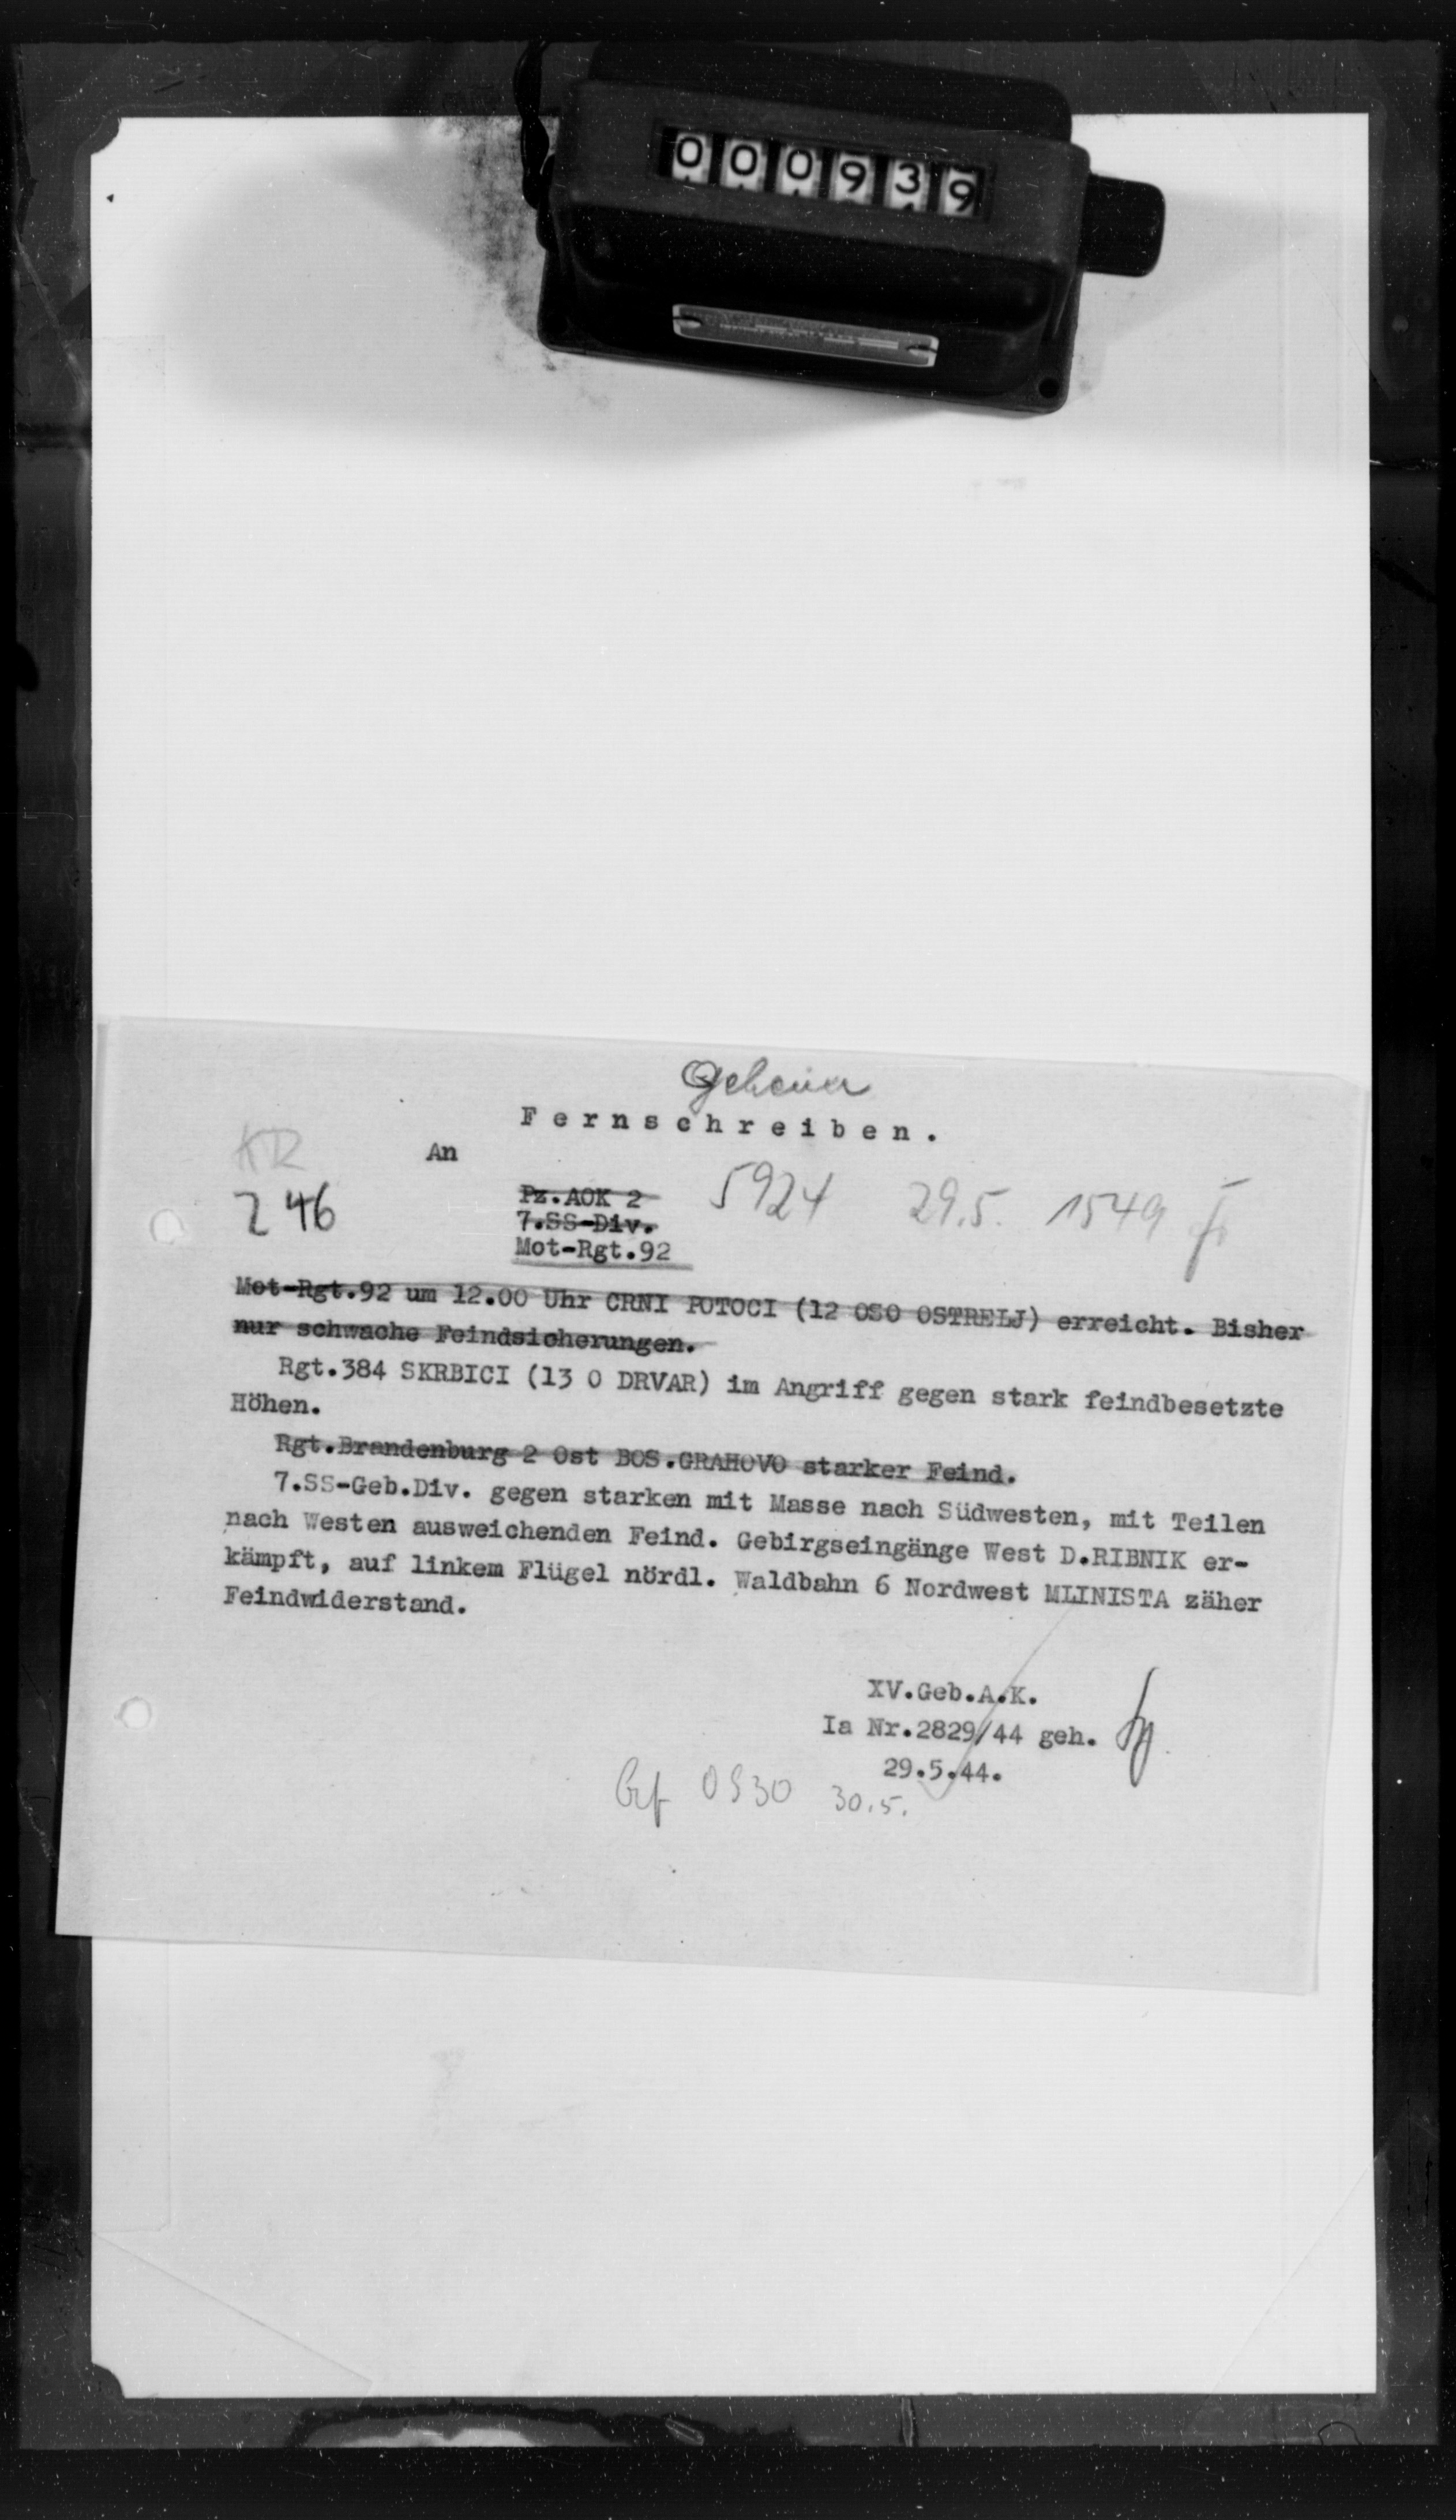 000939
Geheim
Fernschreiben.
KR
An
246
Pz.AOK 2
5924 29.5. 1549
7.SS-Div.
Mot-Rgt.92
Mot-Rgt.92 um 12.00 Uhr CRNI POTOCI (12 OSO OSTRELJ) erreicht. Bisher
nur schwache Feindsicherungen.
Rgt.384 SKRBICI (13 O DRVAR) im Angriff gegen stark feindbesetzte
Höhen.
Rgt.Brandenburg 2 Ost BOS.GRAHOVO starker Feind.
7.SS-Geb.Div. gegen starken mit Masse nach Südwesten, mit Teilen
nach Westen ausweichenden Feind. Gebirgseingänge West D.RIBNIK er-
kämpft, auf linkem Flügel nördl. Waldbahn 6 Nordwest MLINISTA zäher
Feindwiderstand.
XV.Geb.A.K.
Ia Nr.2829/44 geh.
29.5.44.
30.5.